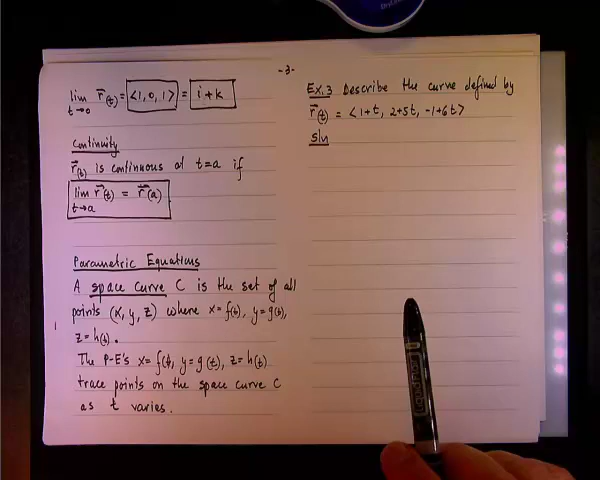 -3-
lim r⃗(t) = <1, 0, 1> = i+k
t→0
Continuity
r⃗(t) is continuous at t=a if
lim r⃗(t) = r⃗(a)
t→a
Parametric Equations
A space curve C is the set of all
points (x, y, z) where x=f(t), y=g(t),
z=h(t).
The P-E's x=f(t), y=g(t), z=h(t)
trace points on the space curve C
as t varies.
Ex.3 Describe the curve defined by
r⃗(t) = <1+t, 2+5t, -1+6t>
sln